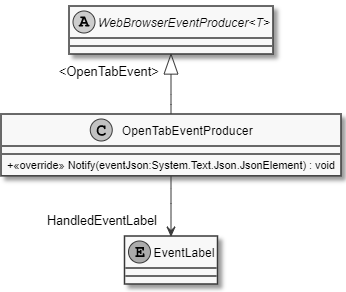 A WebBrowserEventProducer<T>
<OpenTabEvent>
C OpenTabEventProducer
+«override» Notify(eventJson:System.Text.Json.JsonElement) : void
HandledEventLabel
E EventLabel